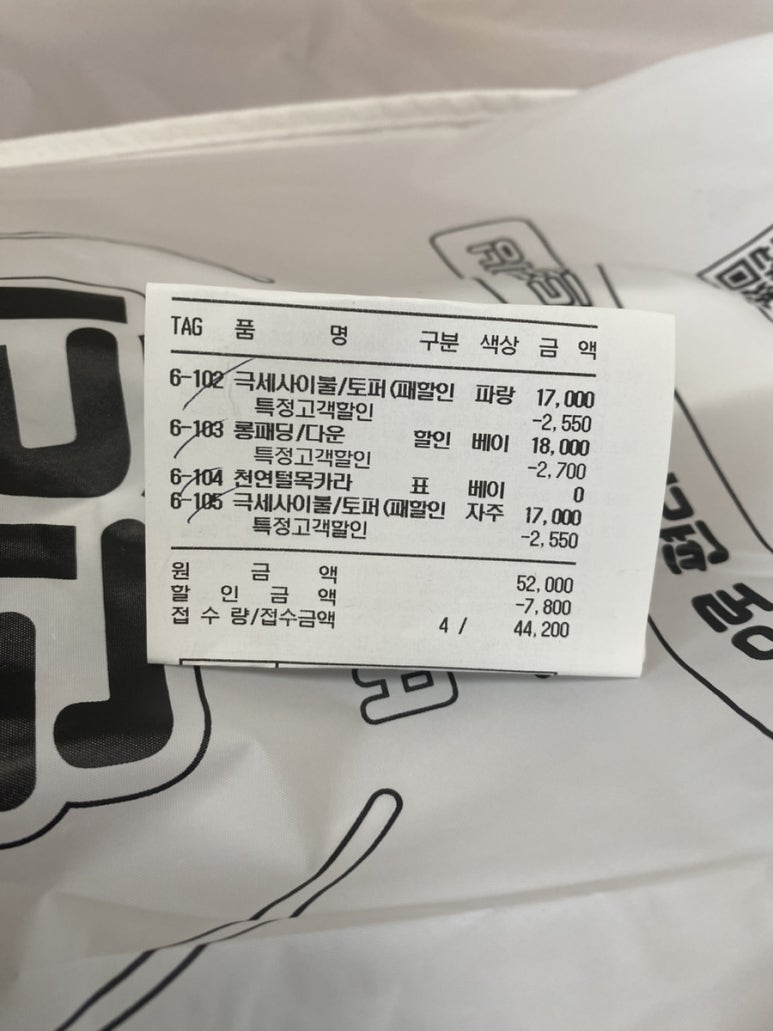 TAG 품 명 구분 색상 금 액
6-102 극세사이불/토퍼(패할인 파랑 17,000
특정고객할인 -2,550
6-103 롱패딩/다운 할인 베이 18,000
특정고객할인 -2,700
6-104 천연털목카라 표 베이 0
6-105 극세사이불/토퍼(패할인 자주 17,000
특정고객할인 -2,550
원 금 액 52,000
할 인 금 액 -7,800
접 수 량/접수금액 4 / 44,200